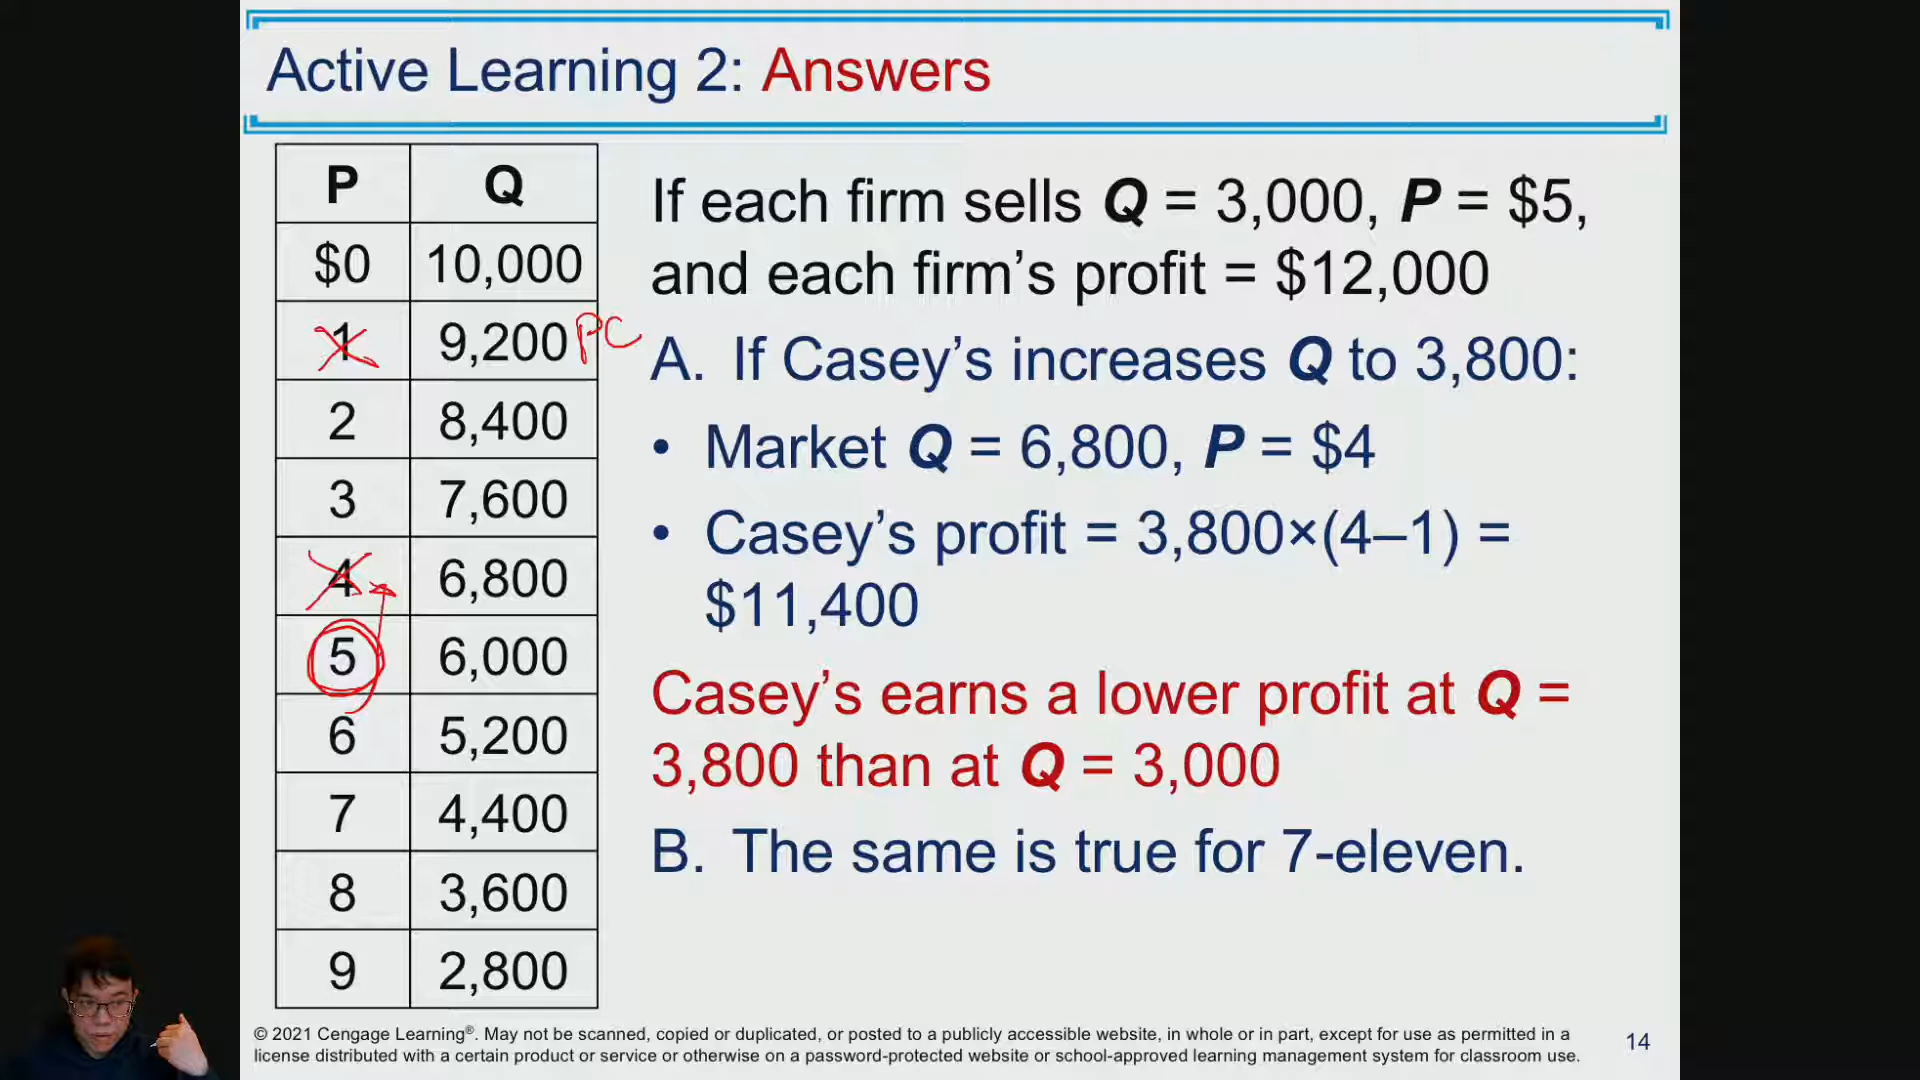 Active Learning 2: Answers
P Q
$0 10,000
1 9,200 PC
2 8,400
3 7,600
4 6,800
5 6,000
6 5,200
7 4,400
8 3,600
9 2,800
If each firm sells Q = 3,000, P = $5,
and each firm’s profit = $12,000
A. If Casey’s increases Q to 3,800:
• Market Q = 6,800, P = $4
• Casey’s profit = 3,800×(4–1) =
$11,400
Casey’s earns a lower profit at Q =
3,800 than at Q = 3,000
B. The same is true for 7-eleven.
© 2021 Cengage Learning®. May not be scanned, copied or duplicated, or posted to a publicly accessible website, in whole or in part, except for use as permitted in a
license distributed with a certain product or service or otherwise on a password-protected website or school-approved learning management system for classroom use.
14